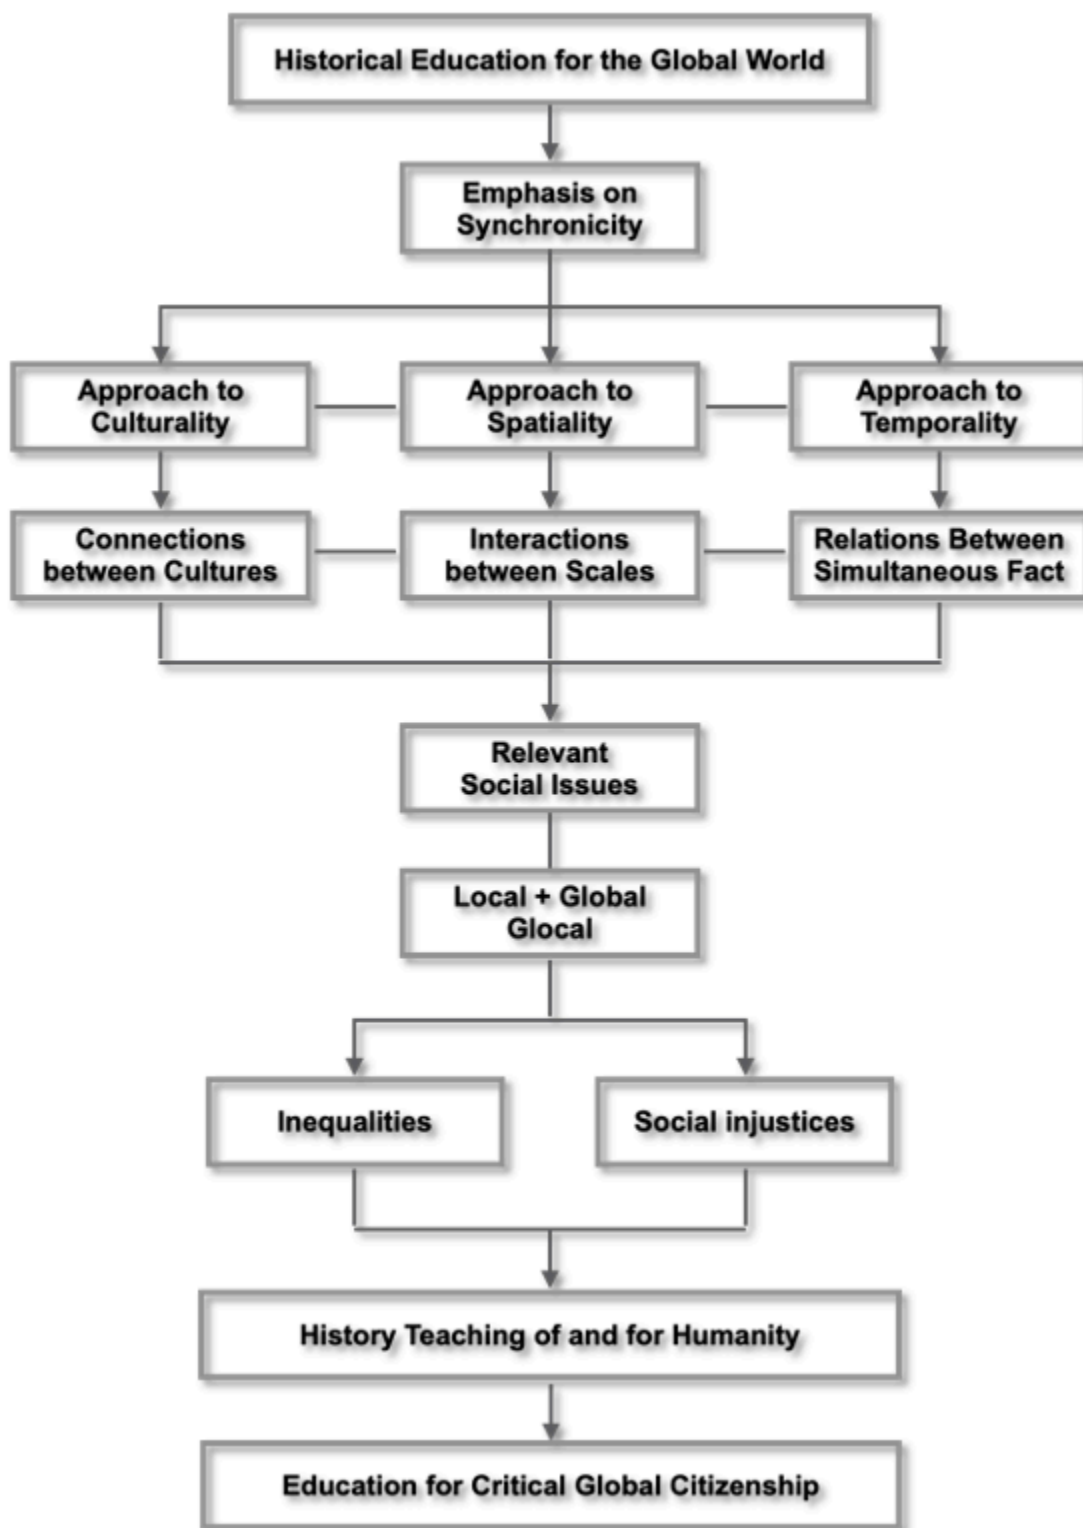 Historical Education for the Global World
Emphasis on
Synchronicity
Approach to
Culturality
Approach to
Spatiality
Approach to
Temporality
Connections
between Cultures
Interactions
between Scales
Relations Between
Simultaneous Fact
Relevant
Social Issues
Local + Global
Glocal
Inequalities
Social injustices
History Teaching of and for Humanity
Education for Critical Global Citizenship